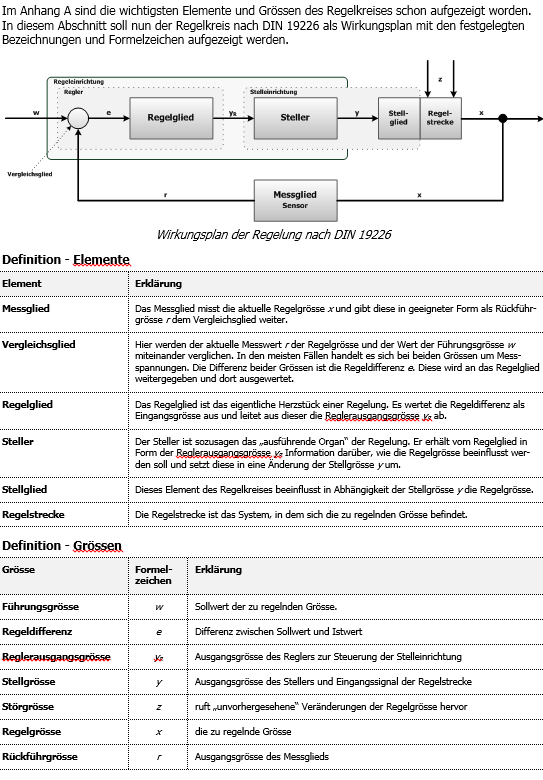 Im Anhang A sind die wichtigsten Elemente und Grössen des Regelkreises schon aufgezeigt worden.
In diesem Abschnitt soll nun der Regelkreis nach DIN 19226 als Wirkungsplan mit den festgelegten
Bezeichnungen und Formelzeichen aufgezeigt werden.
z
Regeleinrichtung
Regler
Stelleinrichtung
w
e
Regelglied
yR
Steller
y
Stell-
glied
Regel-
strecke
x
Vergleichsglied
r
Messglied
Sensor
x
Wirkungsplan der Regelung nach DIN 19226
Definition - Elemente
Element Erklärung
Messglied Das Messglied misst die aktuelle Regelgrösse x und gibt diese in geeigneter Form als Rückführ-
grösse r dem Vergleichsglied weiter.
Vergleichsglied Hier werden der aktuelle Messwert r der Regelgrösse und der Wert der Führungsgrösse w
miteinander verglichen. In den meisten Fällen handelt es sich bei beiden Grössen um Mess-
spannungen. Die Differenz beider Grössen ist die Regeldifferenz e. Diese wird an das Regelglied
weitergegeben und dort ausgewertet.
Regelglied Das Regelglied ist das eigentliche Herzstück einer Regelung. Es wertet die Regeldifferenz als
Eingangsgrösse aus und leitet aus dieser die Reglerausgangsgrösse yR ab.
Steller Der Steller ist sozusagen das „ausführende Organ“ der Regelung. Er erhält vom Regelglied in
Form der Reglerausgangsgrösse yR Information darüber, wie die Regelgrösse beeinflusst wer-
den soll und setzt diese in eine Änderung der Stellgrösse y um.
Stellglied Dieses Element des Regelkreises beeinflusst in Abhängigkeit der Stellgrösse y die Regelgrösse.
Regelstrecke Die Regelstrecke ist das System, in dem sich die zu regelnden Grösse befindet.
Definition - Grössen
Grösse Formel- Erklärung
zeichen
Führungsgrösse w Sollwert der zu regelnden Grösse.
Regeldifferenz e Differenz zwischen Sollwert und Istwert
Reglerausgangsgrösse yR Ausgangsgrösse des Reglers zur Steuerung der Stelleinrichtung
Stellgrösse y Ausgangsgrösse des Stellers und Eingangssignal der Regelstrecke
Störgrösse z ruft „unvorhergesehene“ Veränderungen der Regelgrösse hervor
Regelgrösse x die zu regelnde Grösse
Rückführgrösse r Ausgangsgrösse des Messglieds